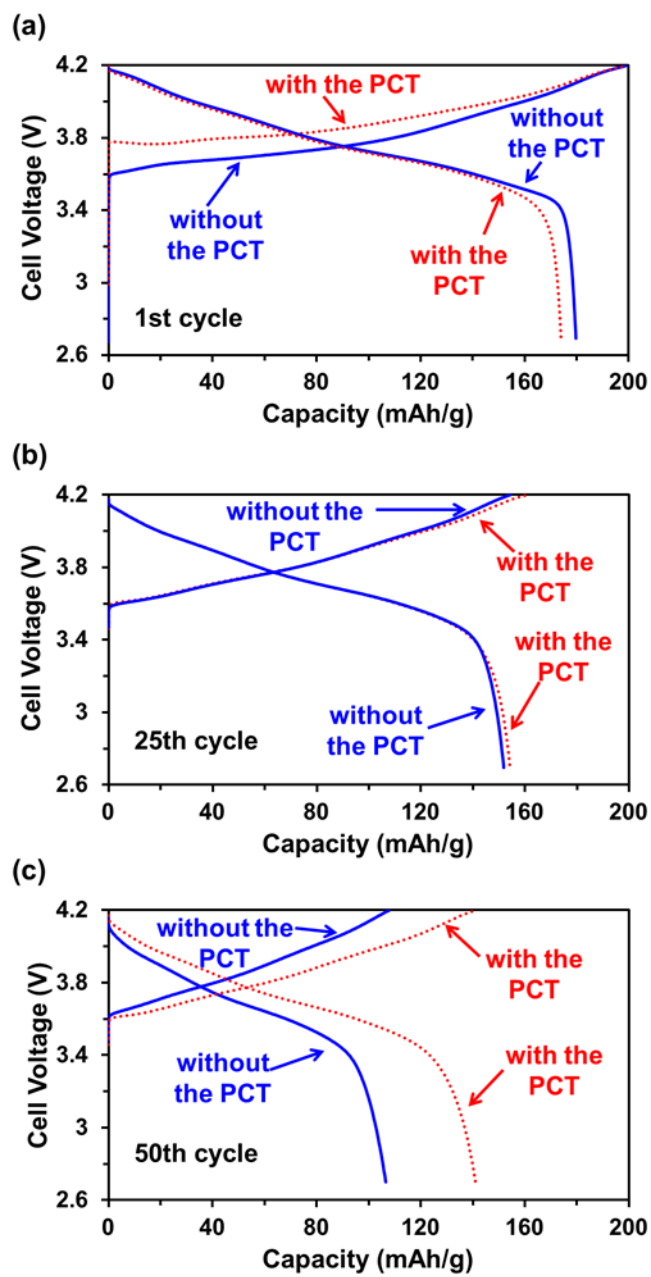 (a)
4.2
3.8
3.4
3
2.6
Cell Voltage (V)
with the PCT
without
the PCT
without
the PCT
with the
PCT
1st cycle
0
40
80
120
160
200
Capacity (mAh/g)
(b)
4.2
3.8
3.4
3
2.6
Cell Voltage (V)
without the
PCT
with the
PCT
with the
PCT
without
the PCT
25th cycle
0
40
80
120
160
200
Capacity (mAh/g)
(c)
4.2
3.8
3.4
3
2.6
Cell Voltage (V)
without the
PCT
with the
PCT
without
the PCT
with the
PCT
50th cycle
0
40
80
120
160
200
Capacity (mAh/g)